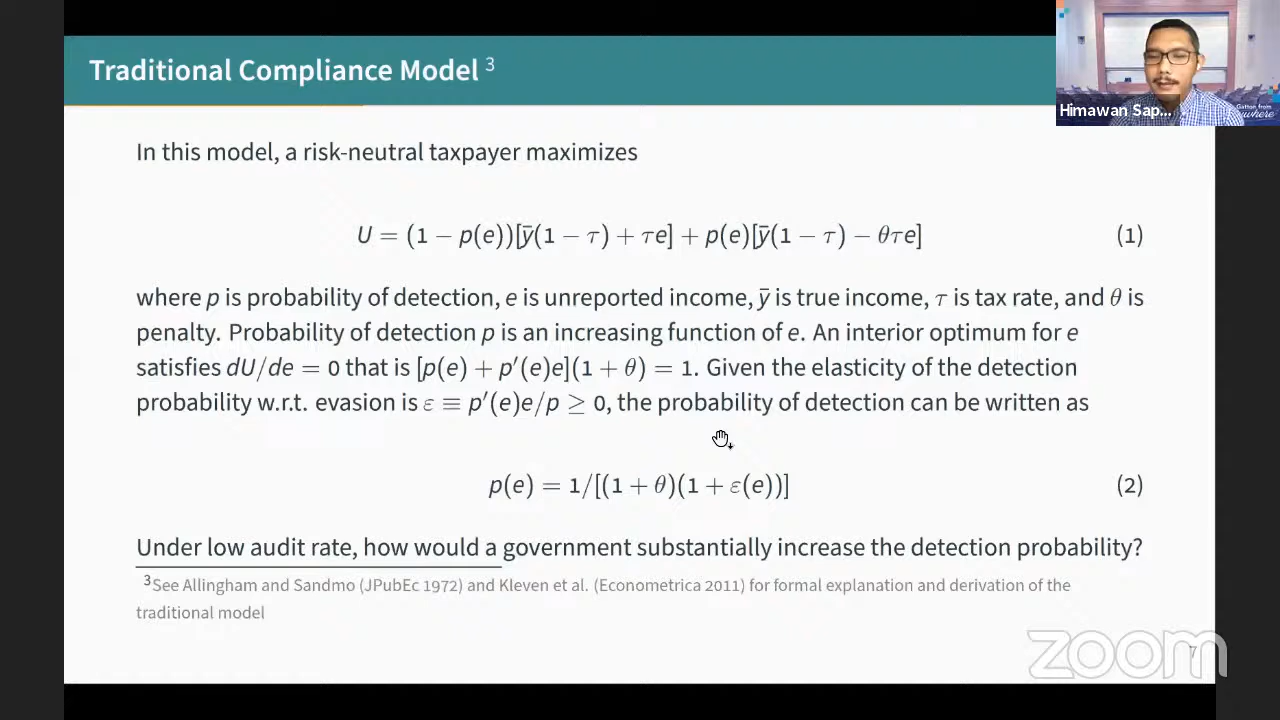 Traditional Compliance Model 3
Himawan Sap...
Gatton from
nowhere
In this model, a risk-neutral taxpayer maximizes
U = (1 − p(e))[ȳ(1 − τ) + τe] + p(e)[ȳ(1 − τ) − θτe] (1)
where p is probability of detection, e is unreported income, ȳ is true income, τ is tax rate, and θ is
penalty. Probability of detection p is an increasing function of e. An interior optimum for e
satisfies dU/de = 0 that is [p(e) + p′(e)e](1 + θ) = 1. Given the elasticity of the detection
probability w.r.t. evasion is ε ≡ p′(e)e/p ≥ 0, the probability of detection can be written as
p(e) = 1/[(1 + θ)(1 + ε(e))] (2)
Under low audit rate, how would a government substantially increase the detection probability?
3See Allingham and Sandmo (JPubEc 1972) and Kleven et al. (Econometrica 2011) for formal explanation and derivation of the
traditional model
zoom
7